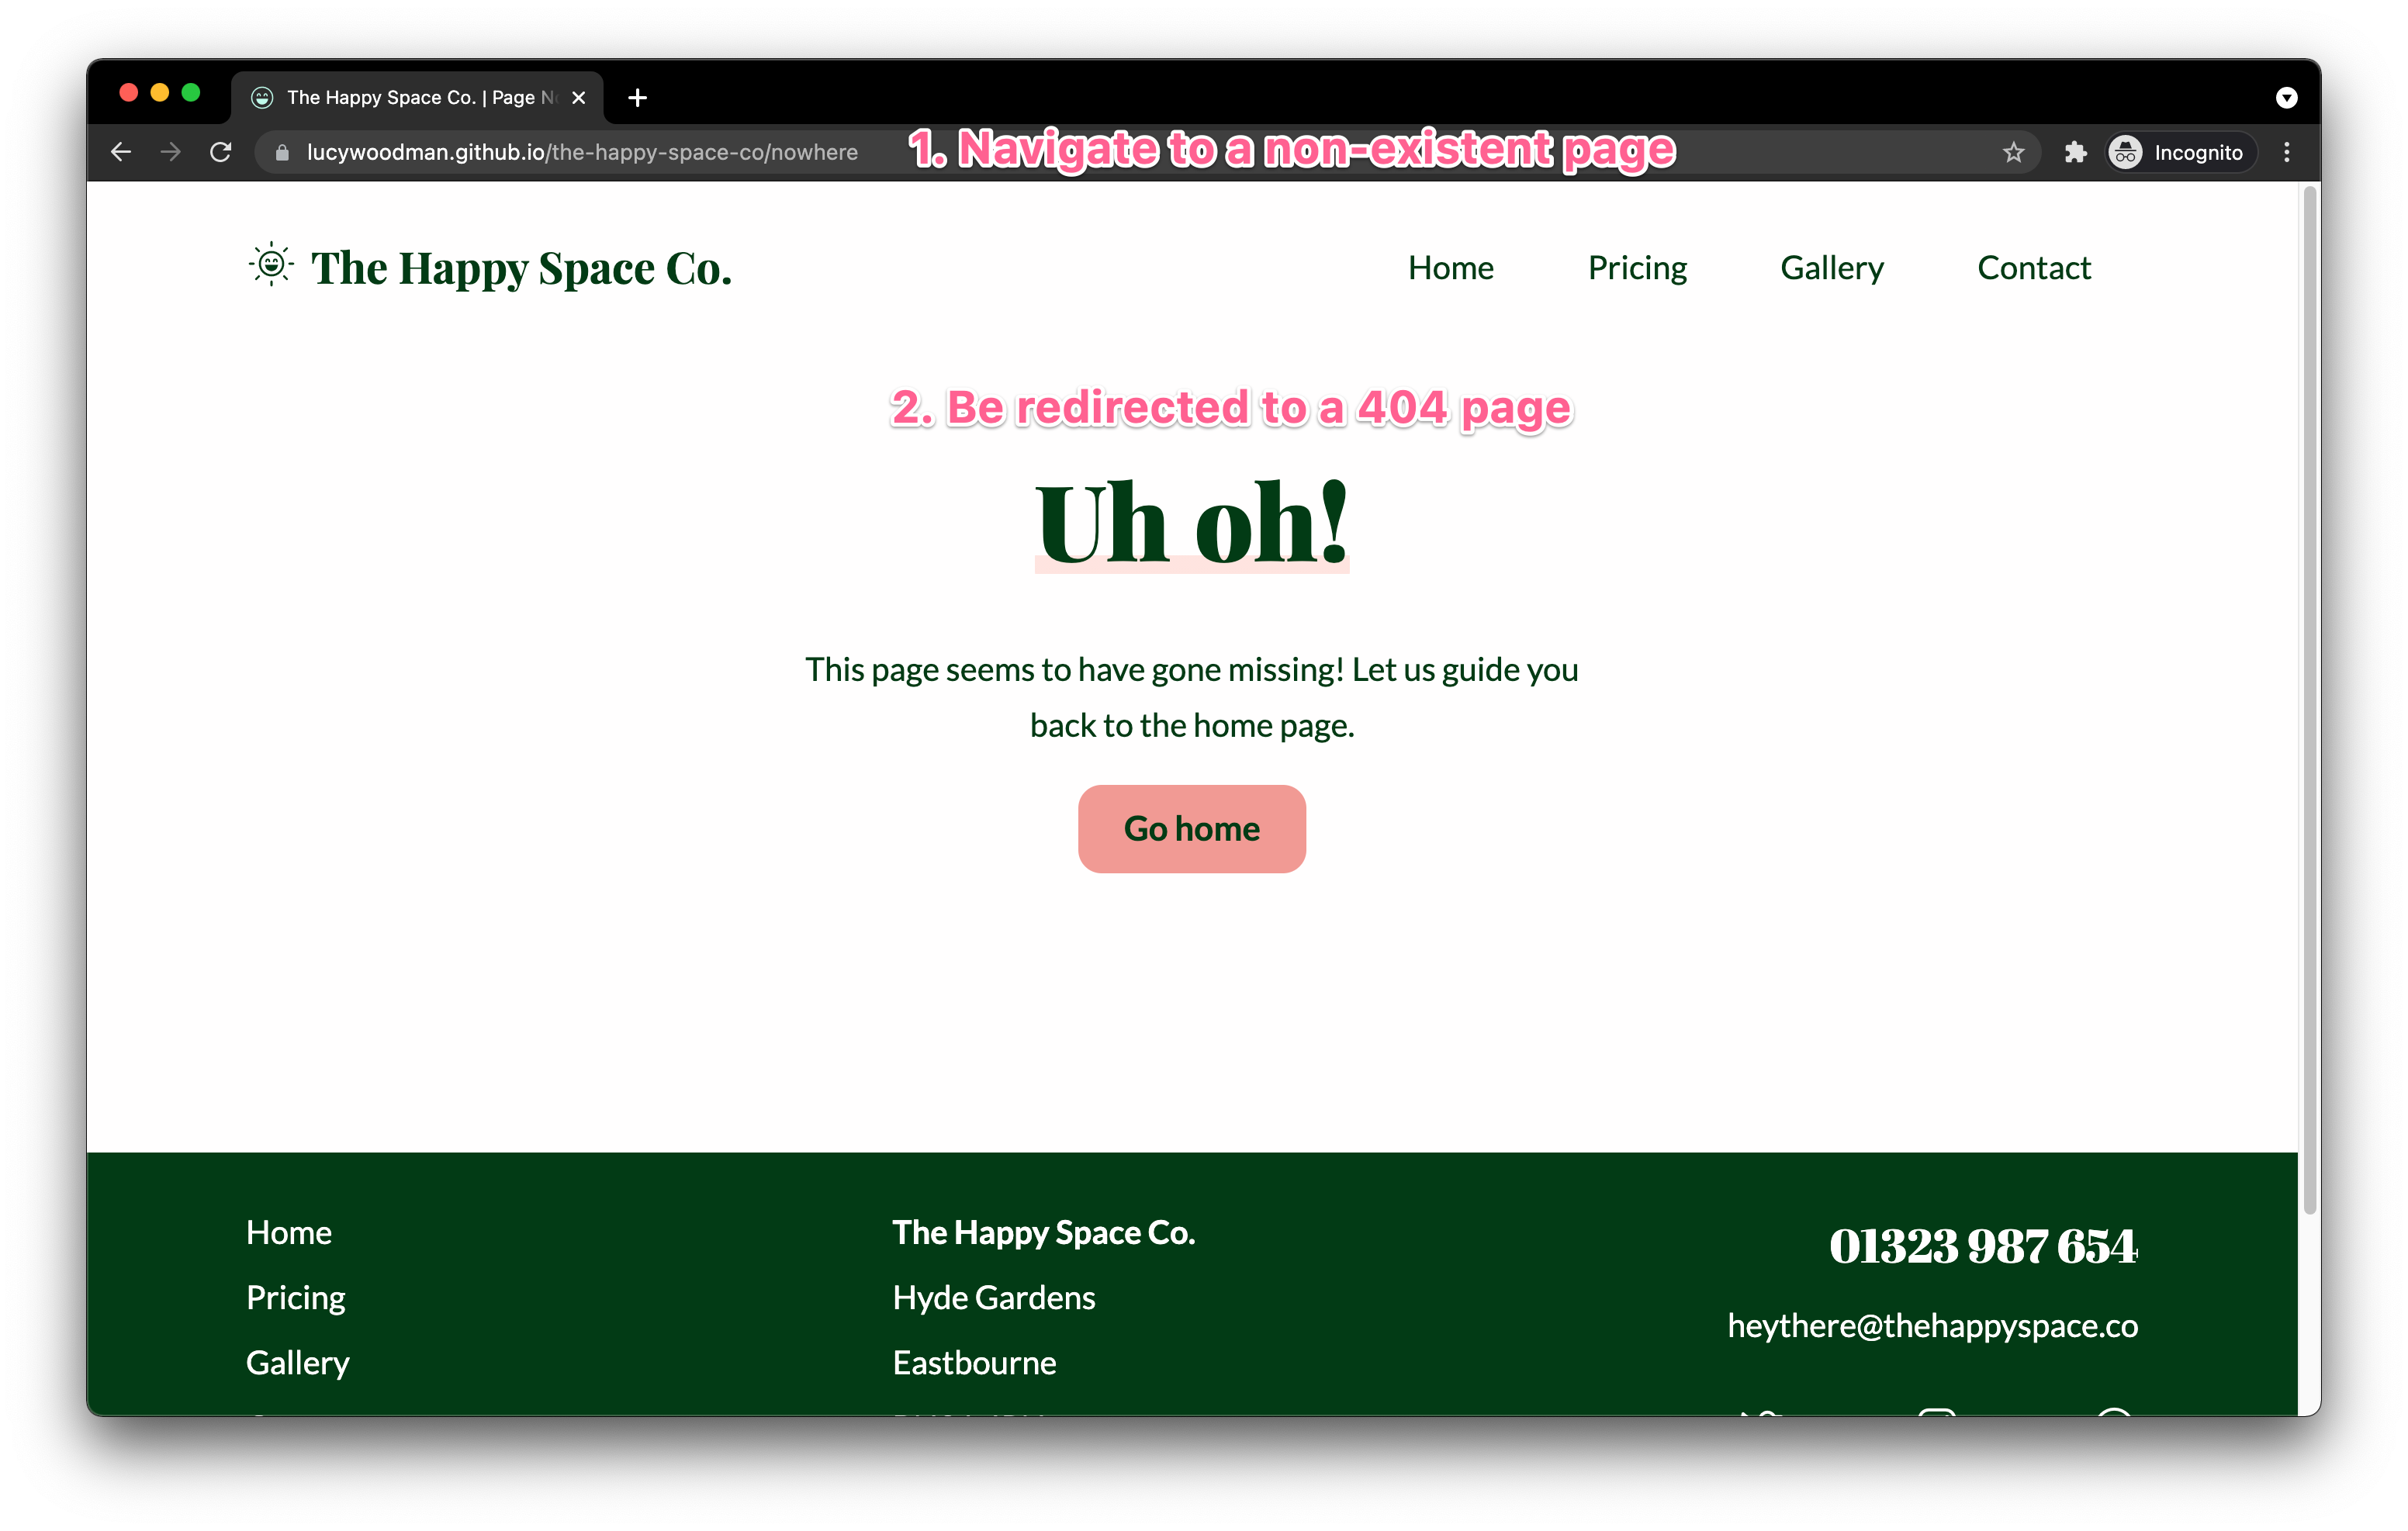 The Happy Space Co. | Page
lucywoodman.github.io/the-happy-space-co/nowhere
1. Navigate to a non-existent page
Incognito
The Happy Space Co.
Home
Pricing
Gallery
Contact
2. Be redirected to a 404 page
Uh oh!
This page seems to have gone missing! Let us guide you
back to the home page.
Go home
Home
Pricing
Gallery
The Happy Space Co.
Hyde Gardens
Eastbourne
01323 987 654
heythere@thehappyspace.co